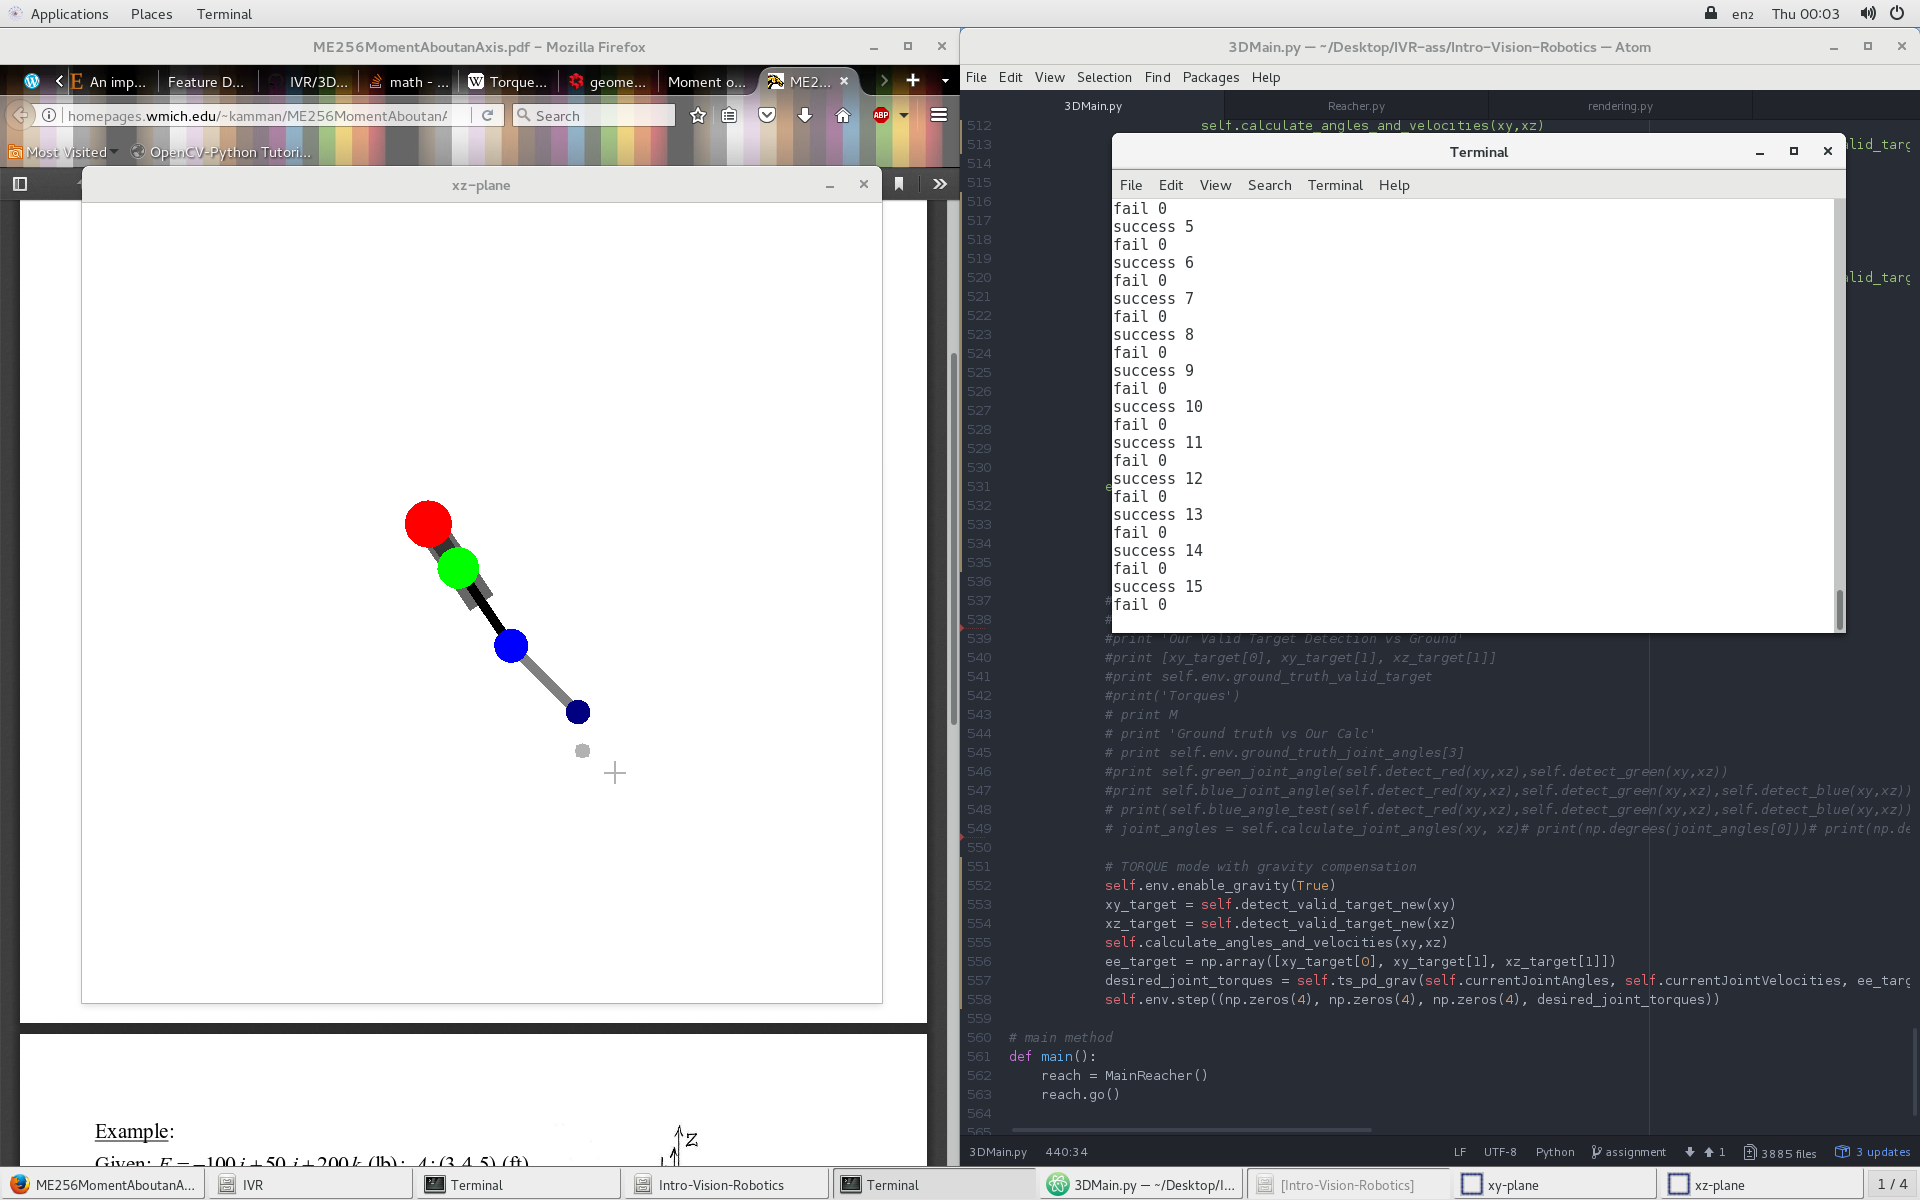 Applications Places Terminal
en2 Thu 00:03
ME256MomentAboutanAxis.pdf – Mozilla Firefox
An imp...
Feature D...
IVR/3D...
math - ...
Torque...
geome...
Moment o...
ME2...
homepages.wmich.edu/~kamman/ME256MomentAboutanA
Search
ABP
Most Visited
OpenCV-Python Tutori...
xz-plane
Example:
Given: F = −100 i + 50 j + 200 k (lb); A: (3,4,5) (ft)
Z
3DMain.py — ~/Desktop/IVR-ass/Intro-Vision-Robotics — Atom
File Edit View Selection Find Packages Help
3DMain.py
Reacher.py
rendering.py
512 self.calculate_angles_and_velocities(xy,xz)
513 alid_targ
514
515
516
517
518
519
520 alid_targ
521
522
523
524
525
526
527
528
529
530
531 e
532
533
534
535
536
537 #
538 #
539 #print 'Our Valid Target Detection vs Ground'
540 #print [xy_target[0], xy_target[1], xz_target[1]]
541 #print self.env.ground_truth_valid_target
542 #print('Torques')
543 # print M
544 # print 'Ground truth vs Our Calc'
545 # print self.env.ground_truth_joint_angles[3]
546 #print self.green_joint_angle(self.detect_red(xy,xz),self.detect_green(xy,xz))
547 #print self.blue_joint_angle(self.detect_red(xy,xz),self.detect_green(xy,xz),self.detect_blue(xy,xz))
548 # print(self.blue_angle_test(self.detect_red(xy,xz),self.detect_green(xy,xz),self.detect_blue(xy,xz))
549 # joint_angles = self.calculate_joint_angles(xy, xz)# print(np.degrees(joint_angles[0]))# print(np.de
550
551 # TORQUE mode with gravity compensation
552 self.env.enable_gravity(True)
553 xy_target = self.detect_valid_target_new(xy)
554 xz_target = self.detect_valid_target_new(xz)
555 self.calculate_angles_and_velocities(xy,xz)
556 ee_target = np.array([xy_target[0], xy_target[1], xz_target[1]])
557 desired_joint_torques = self.ts_pd_grav(self.currentJointAngles, self.currentJointVelocities, ee_targ
558 self.env.step((np.zeros(4), np.zeros(4), np.zeros(4), desired_joint_torques))
559
560 # main method
561 def main():
562 reach = MainReacher()
563 reach.go()
564
565
3DMain.py 440:34
LF UTF-8 Python assignment 1 3885 files 3 updates
Terminal
File Edit View Search Terminal Help
fail 0
success 5
fail 0
success 6
fail 0
success 7
fail 0
success 8
fail 0
success 9
fail 0
success 10
fail 0
success 11
fail 0
success 12
fail 0
success 13
fail 0
success 14
fail 0
success 15
fail 0
ME256MomentAboutanA...
IVR
Terminal
Intro-Vision-Robotics
Terminal
3DMain.py — ~/Desktop/I...
[Intro-Vision-Robotics]
xy-plane
xz-plane
1 / 4